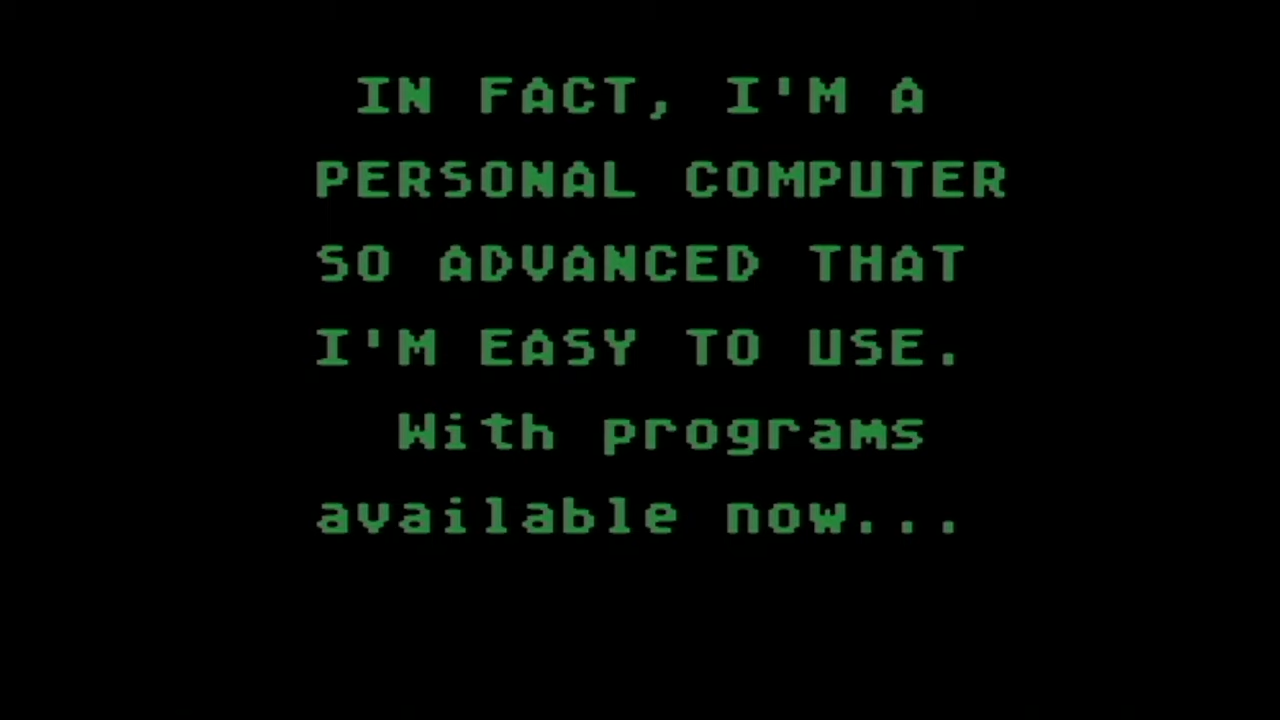 IN FACT, I'M A
PERSONAL COMPUTER
SO ADVANCED THAT
I'M EASY TO USE.
With programs
available now...